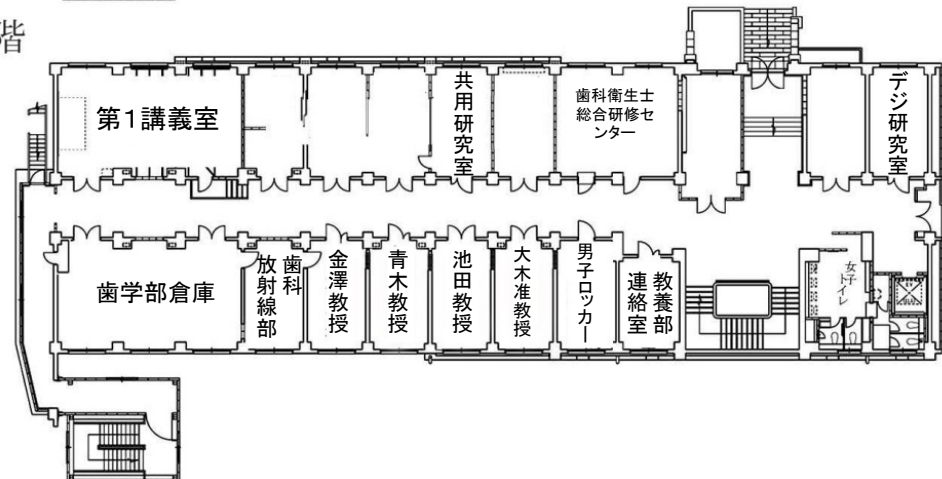 階
第1講義室
共用研究室
歯科衛生士
総合研修セ
ンター
デジ研究室
歯学部倉庫
歯科
放射線部
金澤教授
青木教授
池田教授
大木准教授
男子ロッカー
教養部
連絡室
女子
トイレ